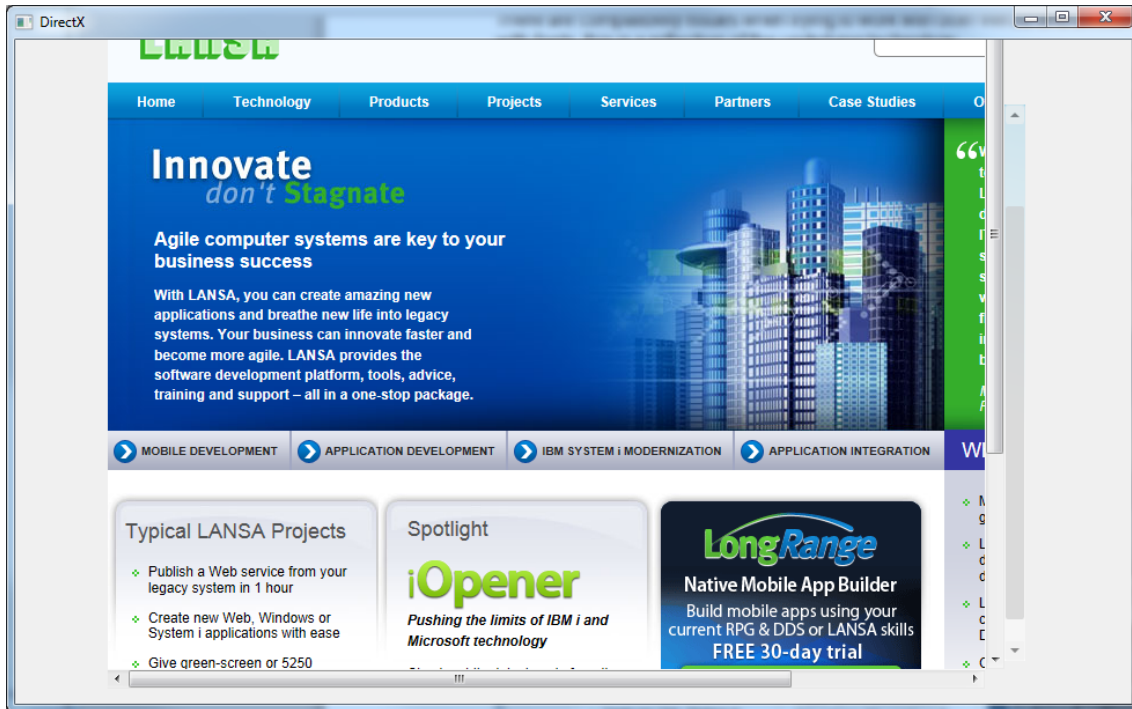 DirectX
LANSA
Home Technology Products Projects Services Partners Case Studies O
Innovate
don't Stagnate
Agile computer systems are key to your
business success
With LANSA, you can create amazing new
applications and breathe new life into legacy
systems. Your business can innovate faster and
become more agile. LANSA provides the
software development platform, tools, advice,
training and support – all in a one-stop package.
MOBILE DEVELOPMENT APPLICATION DEVELOPMENT IBM SYSTEM i MODERNIZATION APPLICATION INTEGRATION
Typical LANSA Projects
Publish a Web service from your
legacy system in 1 hour
Create new Web, Windows or
System i applications with ease
Give green-screen or 5250
Spotlight
iOpener
Pushing the limits of IBM i and
Microsoft technology
LongRange
Native Mobile App Builder
Build mobile apps using your
current RPG & DDS or LANSA skills
FREE 30-day trial